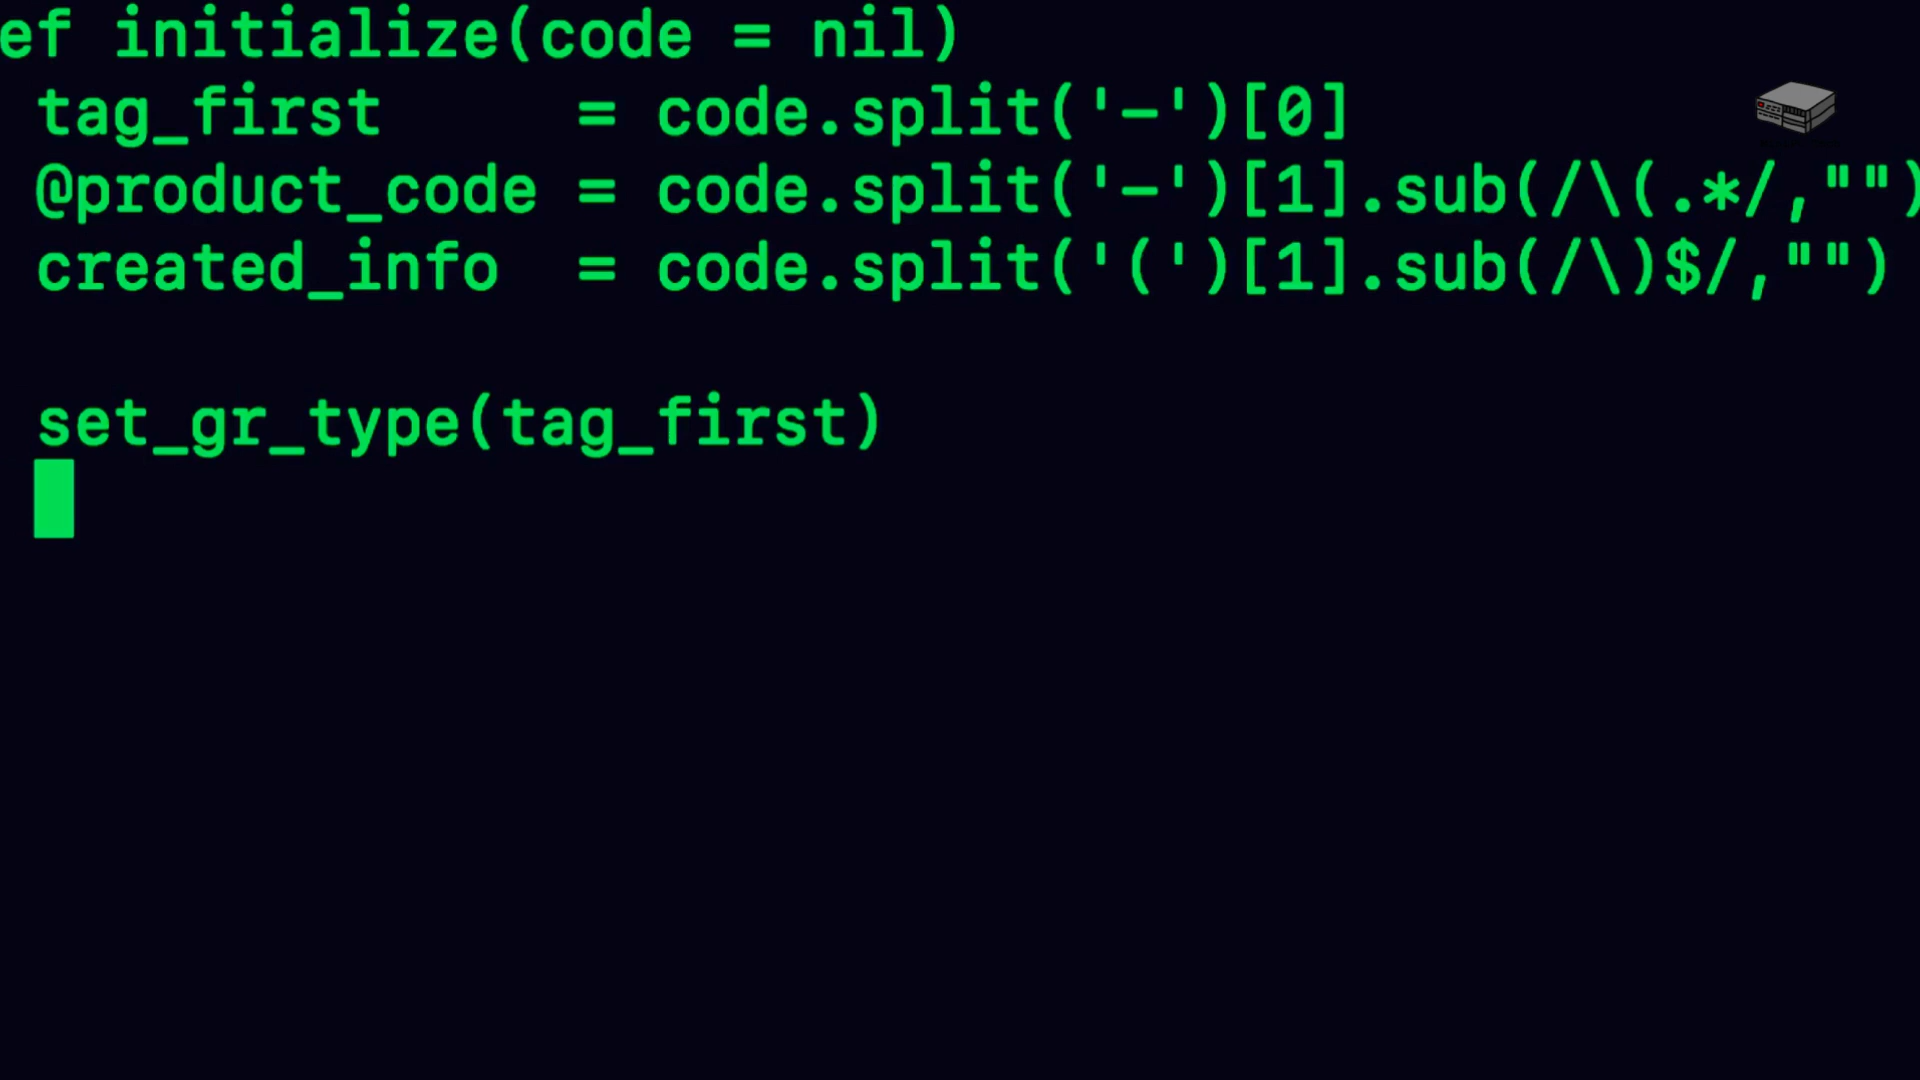 ef initialize(code = nil)
tag_first = code.split('-')[0]
@product_code = code.split('-')[1].sub(/\(.*/,"")
created_info = code.split('(')[1].sub(/\)$/,"")
set_gr_type(tag_first)